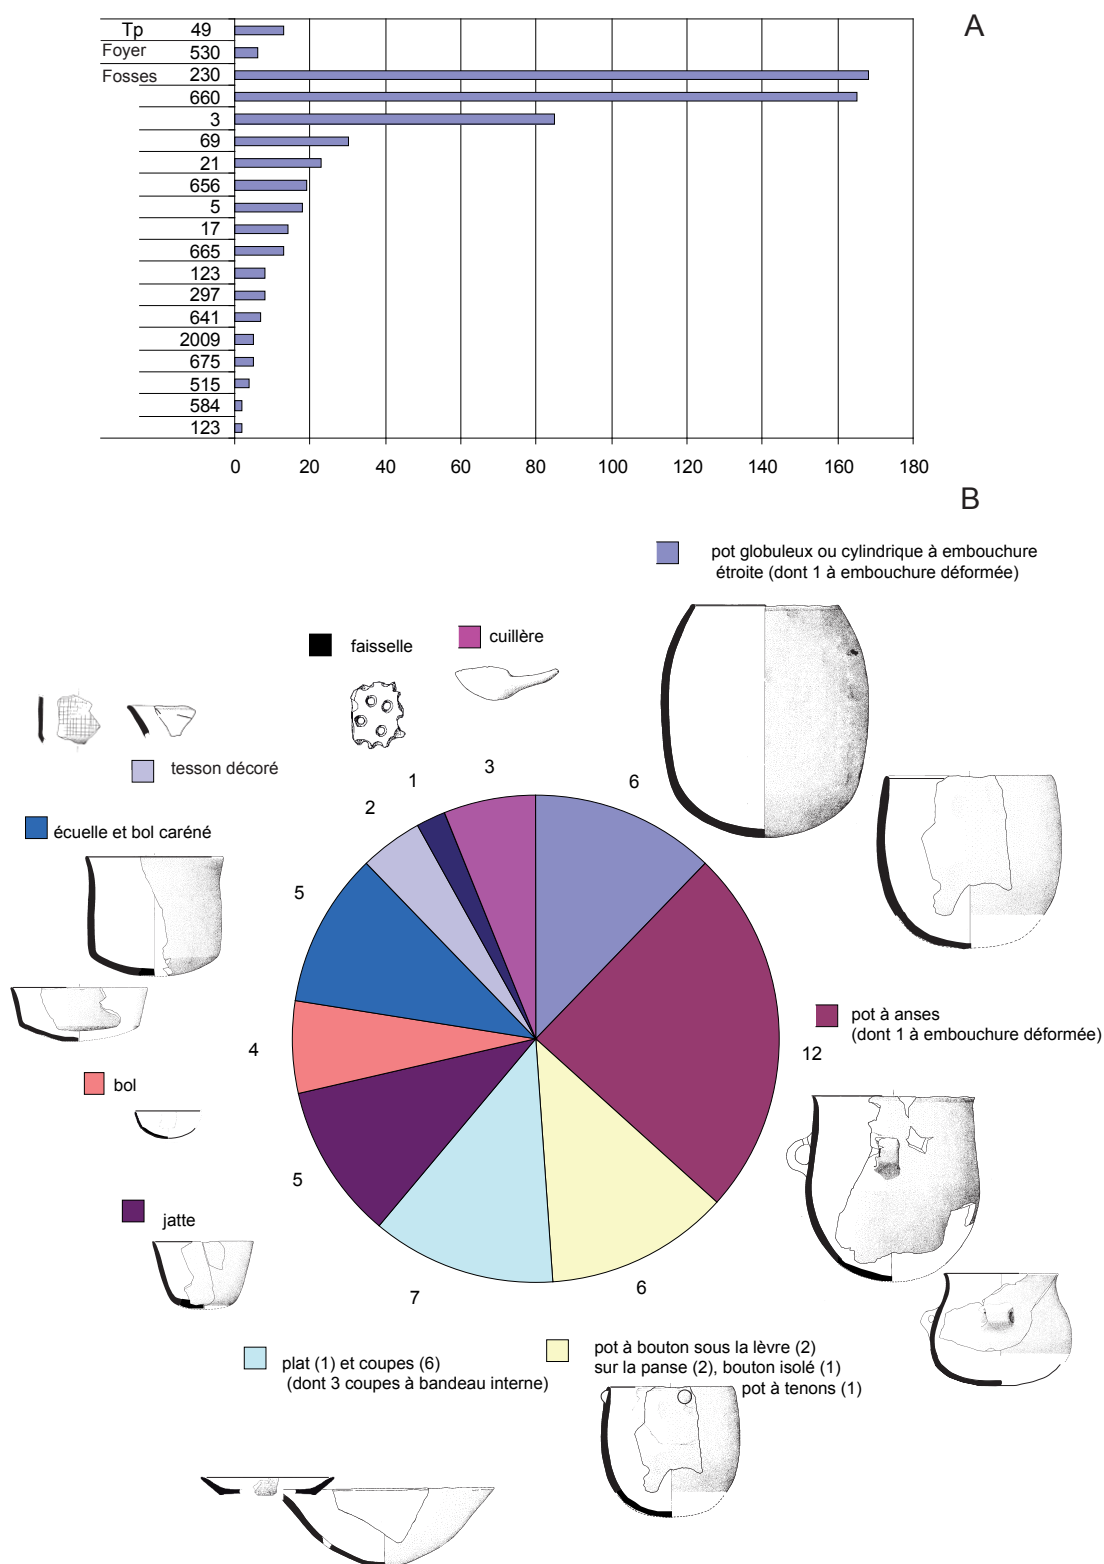 A
Tp 49
Foyer 530
Fosses 230
660
3
69
21
656
5
17
665
123
297
641
2009
675
515
584
123
0 20 40 60 80 100 120 140 160 180
B
pot globuleux ou cylindrique à embouchure
étroite (dont 1 à embouchure déformée)
cuillère
faisselle
tesson décoré
écuelle et bol caréné
1
3
6
2
5
pot à anses
(dont 1 à embouchure déformée)
12
4
bol
5
jatte
7
6
plat (1) et coupes (6)
(dont 3 coupes à bandeau interne)
pot à bouton sous la lèvre (2)
sur la panse (2), bouton isolé (1)
pot à tenons (1)